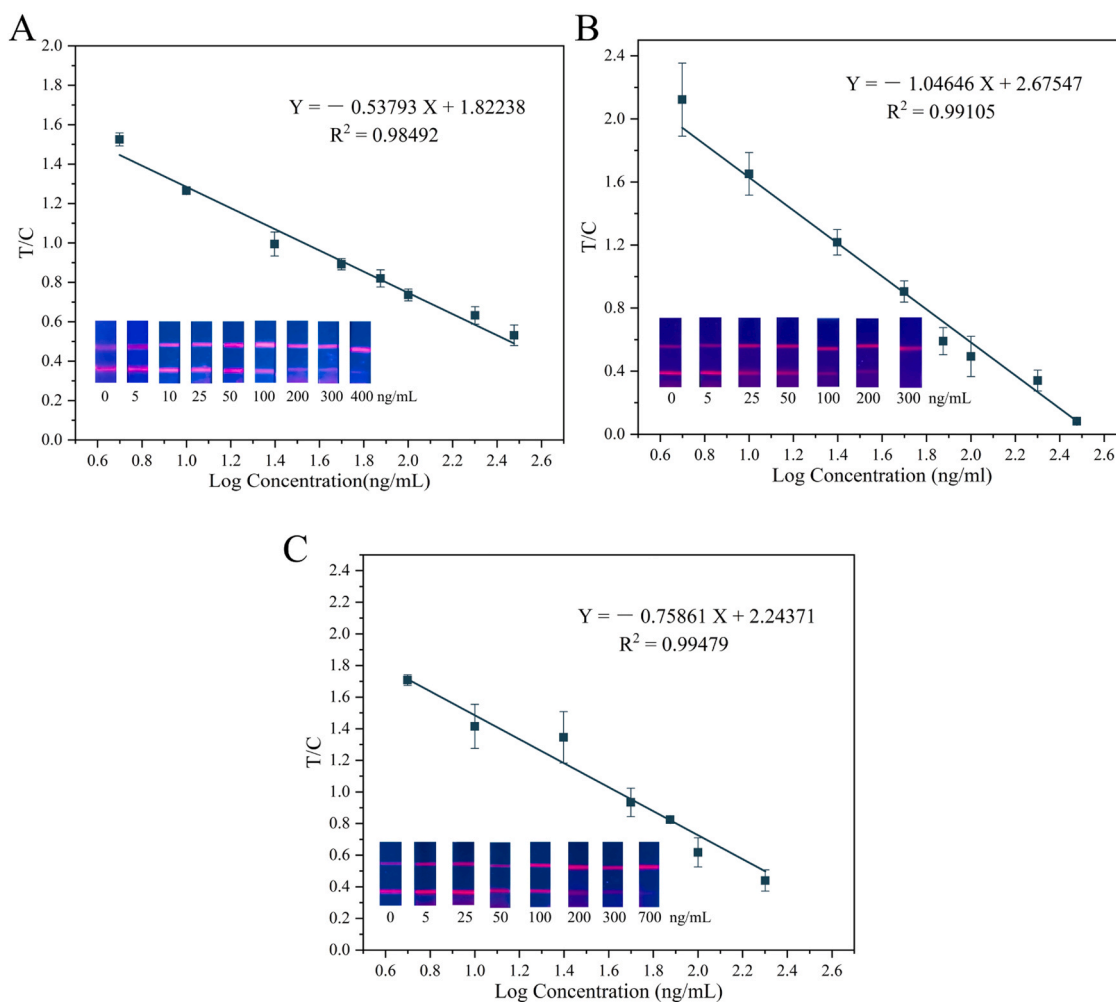 A
2.0
1.8
1.6
1.4
1.2
1.0
0.8
0.6
0.4
0.2
0.0
T/C
Y = — 0.53793 X + 1.82238
R² = 0.98492
0 5 10 25 50 100 200 300 400 ng/mL
0.6 0.8 1.0 1.2 1.4 1.6 1.8 2.0 2.2 2.4 2.6
Log Concentration(ng/mL)
B
2.4
2.0
1.6
1.2
0.8
0.4
0.0
T/C
Y = — 1.04646 X + 2.67547
R² = 0.99105
0 5 25 50 100 200 300 ng/mL
0.6 0.8 1.0 1.2 1.4 1.6 1.8 2.0 2.2 2.4 2.6
Log Concentration (ng/ml)
C
2.4
2.2
2.0
1.8
1.6
1.4
1.2
1.0
0.8
0.6
0.4
0.2
0.0
T/C
Y = — 0.75861 X + 2.24371
R² = 0.99479
0 5 25 50 100 200 300 700 ng/mL
0.6 0.8 1.0 1.2 1.4 1.6 1.8 2.0 2.2 2.4 2.6
Log Concentration (ng/mL)